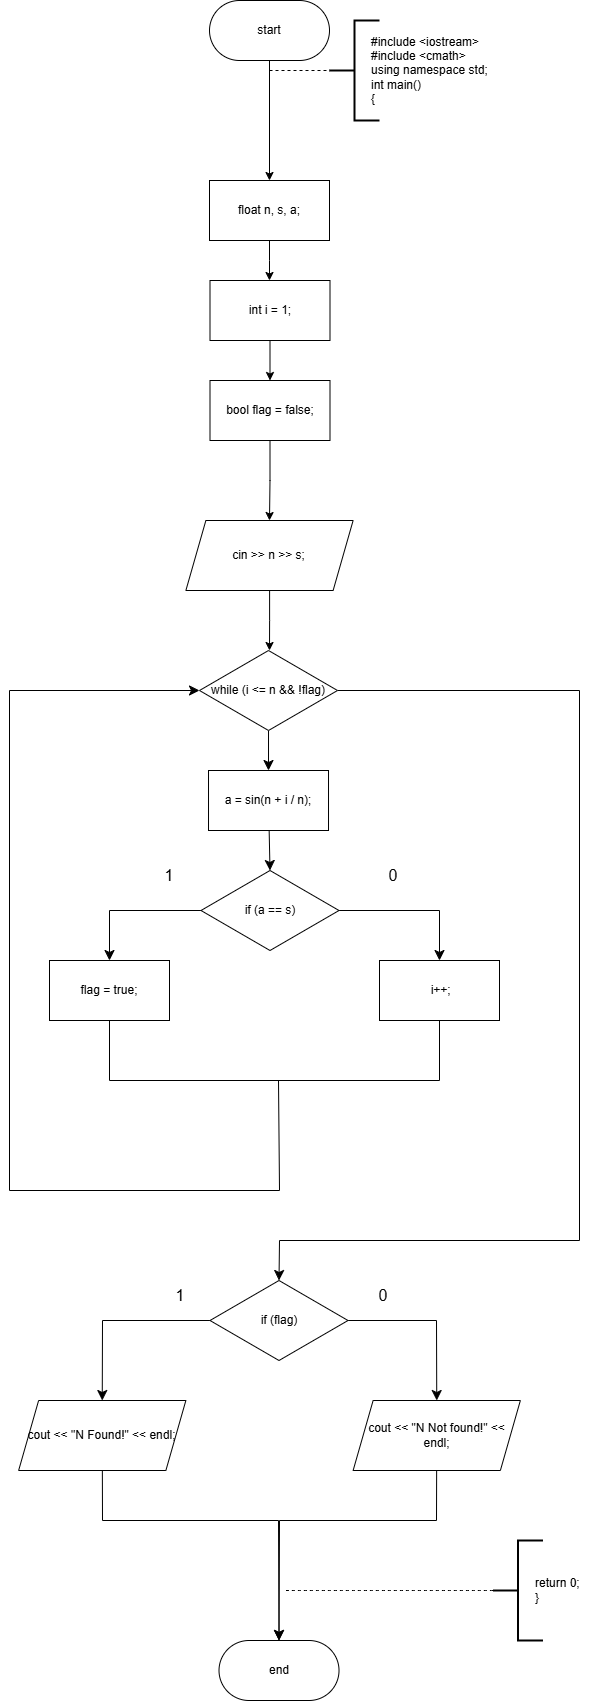 start
#include <iostream>
#include <cmath>
using namespace std;
int main()
{
float n, s, a;
int i = 1;
bool flag = false;
cin >> n >> s;
while (i <= n && !flag)
a = sin(n + i / n);
1
0
if (a == s)
flag = true;
i++;
1
0
if (flag)
cout << "N Found!" << endl;
cout << "N Not found!" <<
endl;
return 0;
}
end